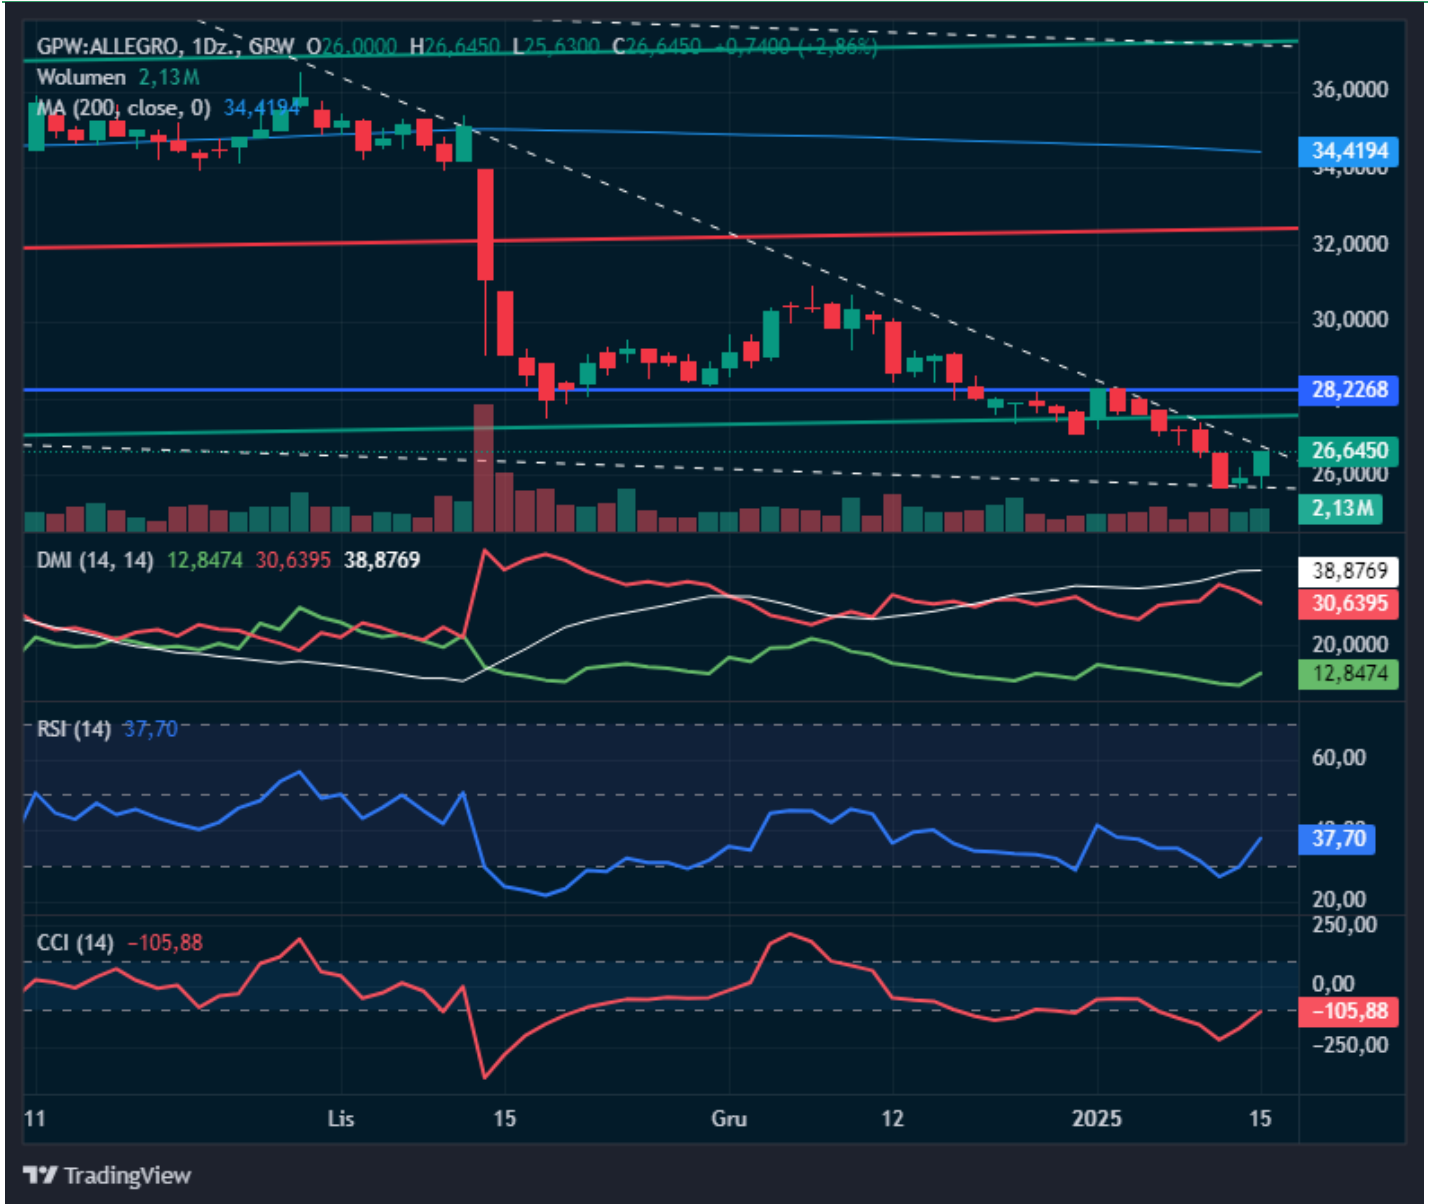 GPW:ALLEGRO, 1Dz., GRW O26,0000 H26,6450 L25,6300 C26,6450 +0,7400 (+2,86%)
Wolumen 2,13M
MA (200, close, 0) 34,4194
36,0000
34,4194
34,0000
32,0000
30,0000
28,2268
26,6450
26,0000
2,13M
DMI (14, 14) 12,8474 30,6395 38,8769
38,8769
30,6395
20,0000
12,8474
RSI (14) 37,70
60,00
40,00
37,70
20,00
CCI (14) −105,88
250,00
0,00
−105,88
−250,00
11 Lis 15 Gru 12 2025 15
TradingView